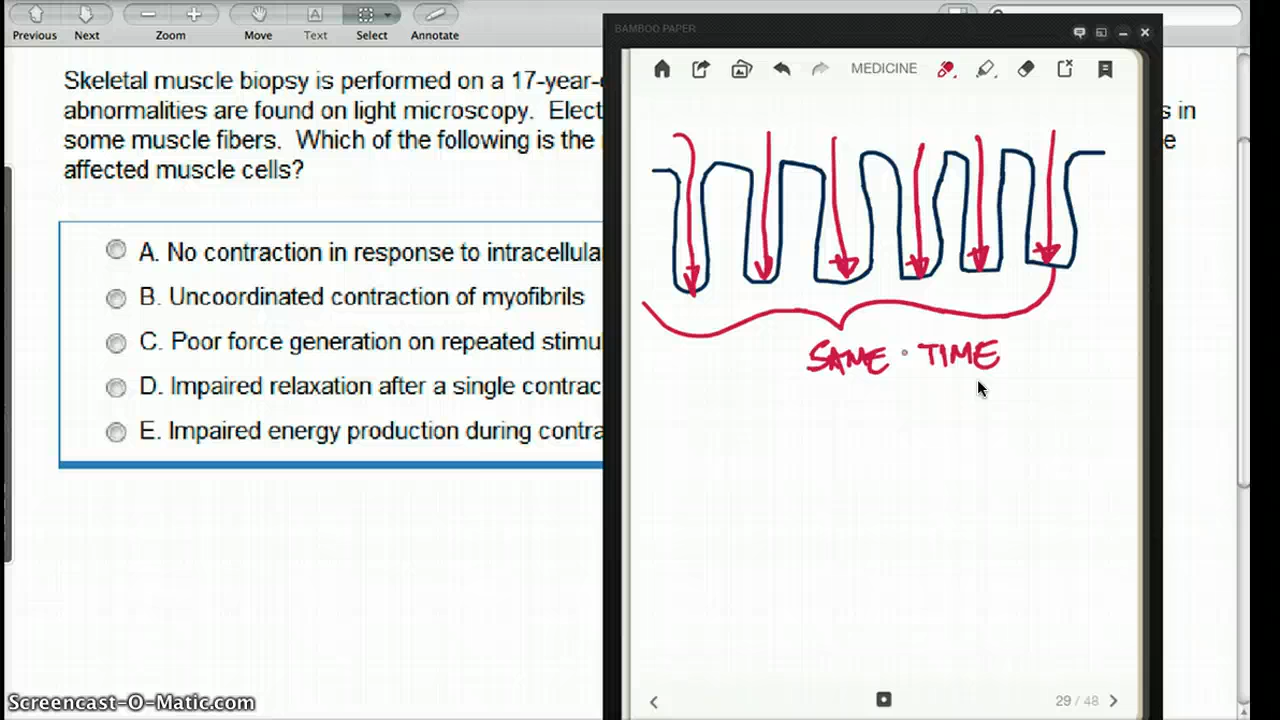 Previous Next Zoom Move Text Select Annotate
BAMBOO PAPER
MEDICINE
Skeletal muscle biopsy is performed on a 17-year-
abnormalities are found on light microscopy. Elect
s in
some muscle fibers. Which of the following is the
e
affected muscle cells?
A. No contraction in response to intracellula
B. Uncoordinated contraction of myofibrils
C. Poor force generation on repeated stimu
D. Impaired relaxation after a single contrac
E. Impaired energy production during contra
SAME TIME
29 / 48
Screencast-O-Matic.com